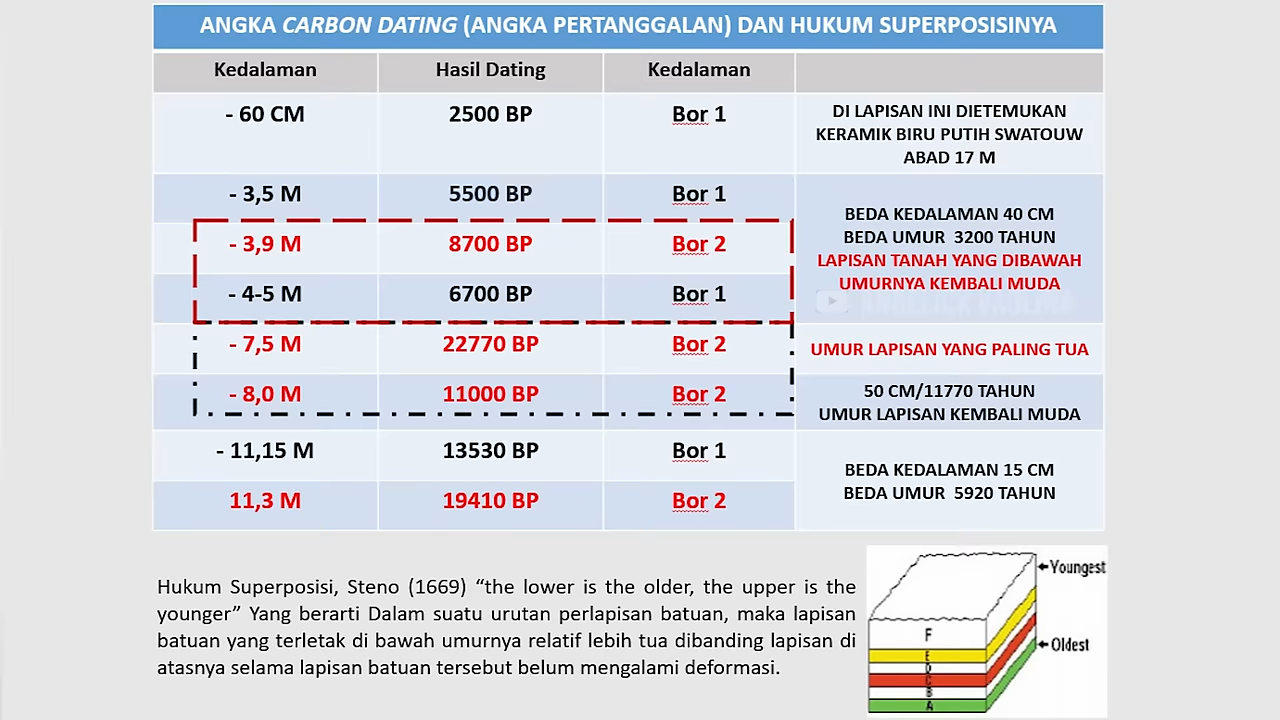 ANGKA CARBON DATING (ANGKA PERTANGGALAN) DAN HUKUM SUPERPOSISINYA
Kedalaman Hasil Dating Kedalaman
- 60 CM 2500 BP Bor 1
DI LAPISAN INI DIETEMUKAN
KERAMIK BIRU PUTIH SWATOUW
ABAD 17 M
- 3,5 M 5500 BP Bor 1
- 3,9 M 8700 BP Bor 2
- 4-5 M 6700 BP Bor 1
BEDA KEDALAMAN 40 CM
BEDA UMUR 3200 TAHUN
LAPISAN TANAH YANG DIBAWAH
UMURNYA KEMBALI MUDA
- 7,5 M 22770 BP Bor 2
UMUR LAPISAN YANG PALING TUA
- 8,0 M 11000 BP Bor 2
50 CM/11770 TAHUN
UMUR LAPISAN KEMBALI MUDA
- 11,15 M 13530 BP Bor 1
11,3 M 19410 BP Bor 2
BEDA KEDALAMAN 15 CM
BEDA UMUR 5920 TAHUN
Hukum Superposisi, Steno (1669) “the lower is the older, the upper is the
younger” Yang berarti Dalam suatu urutan perlapisan batuan, maka lapisan
batuan yang terletak di bawah umurnya relatif lebih tua dibanding lapisan di
atasnya selama lapisan batuan tersebut belum mengalami deformasi.
Youngest
Oldest
F
E
D
C
B
A